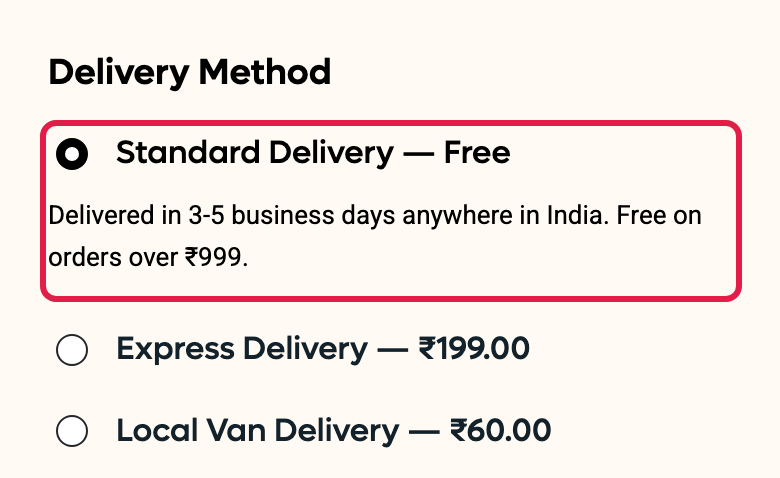 Delivery Method
Standard Delivery — Free
Delivered in 3-5 business days anywhere in India. Free on
orders over ₹999.
Express Delivery — ₹199.00
Local Van Delivery — ₹60.00